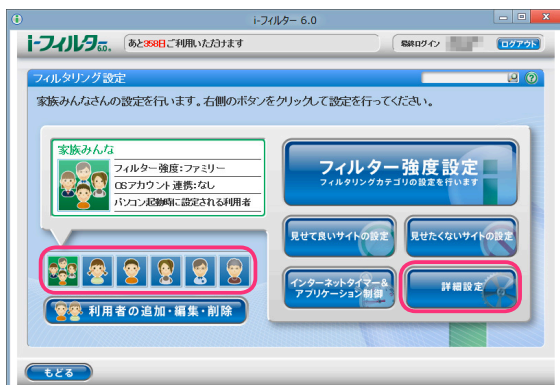 i-フィルター 6.0
i-フィルター 6.0.
あと358日ご利用いただけます
最終ログイン
ログアウト
フィルタリング設定
家族みんなさんの設定を行います。右側のボタンをクリックして設定を行ってください。
家族みんな
フィルター強度:ファミリー
OSアカウント連携:なし
パソコン起動時に設定される利用者
フィルター強度設定
フィルタリングカテゴリの設定を行います
見せて良いサイトの設定
見せたくないサイトの設定
インターネットタイマー&
アプリケーション制御
詳細設定
利用者の追加・編集・削除
もどる